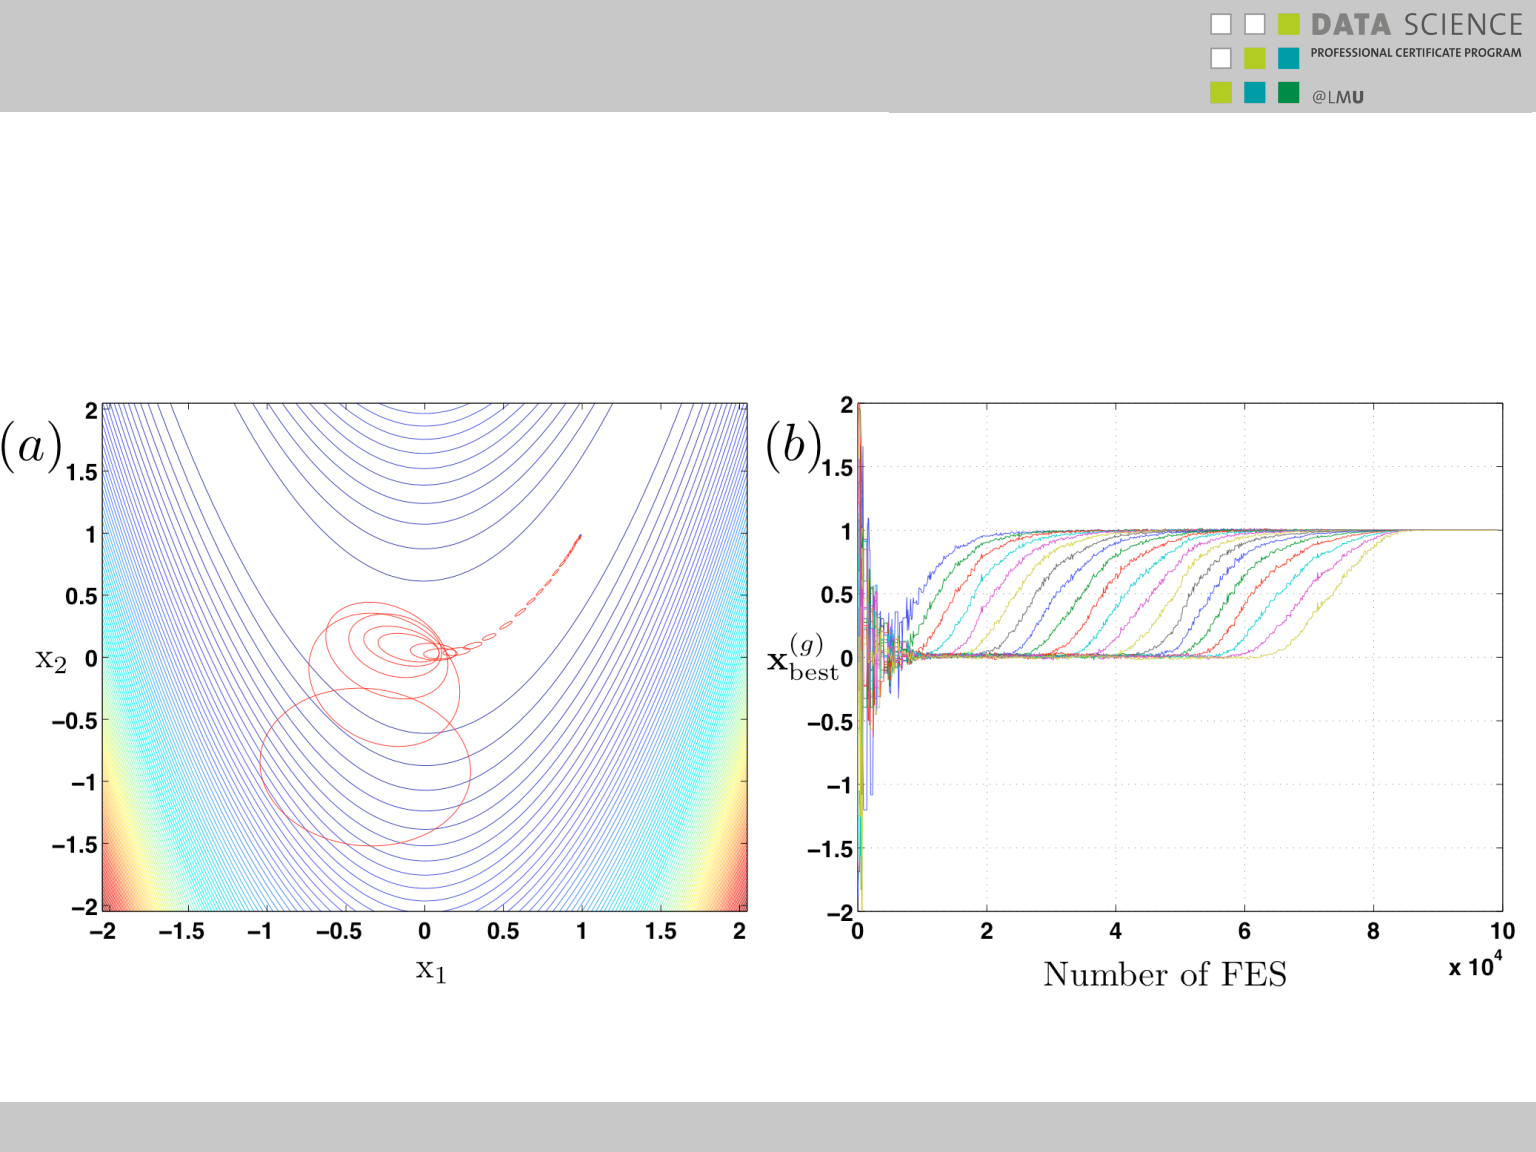 DATA SCIENCE
PROFESSIONAL CERTIFICATE PROGRAM
@LMU
(a)
2
1.5
1
0.5
0
−0.5
−1
−1.5
−2
x2
−2 −1.5 −1 −0.5 0 0.5 1 1.5 2
x1
(b)
2
1.5
1
0.5
0
−0.5
−1
−1.5
−2
x(g)best
0 2 4 6 8 10
x 10^4
Number of FES